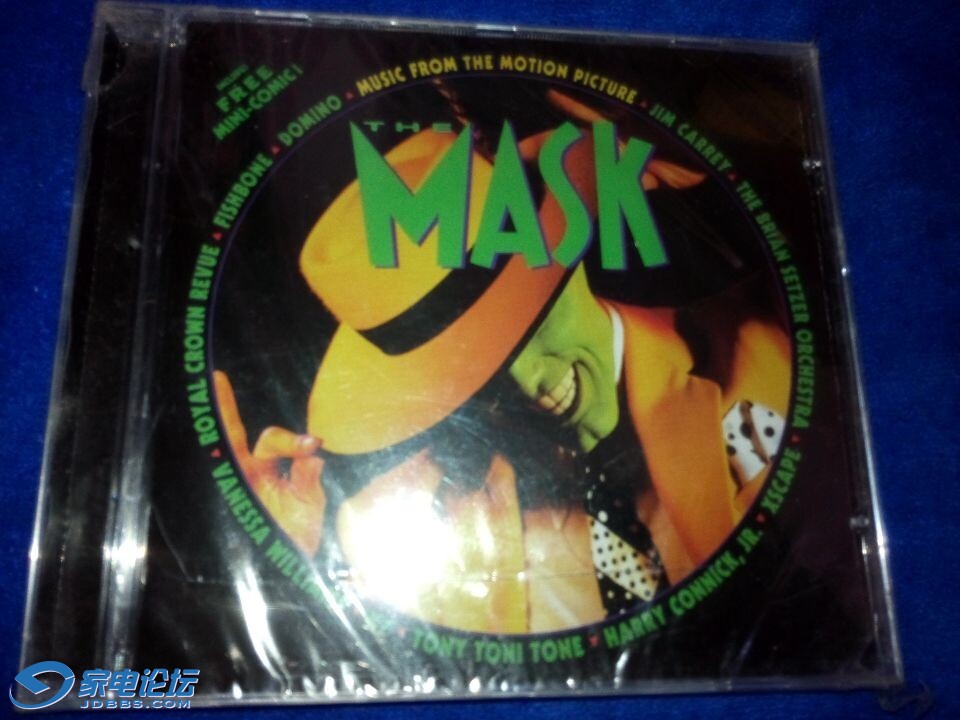 INCLUDES
FREE
MINI-COMIC!
MUSIC FROM THE MOTION PICTURE
JIM CARREY
THE BRIAN SETZER ORCHESTRA
XSCAPE
HARRY CONNICK, JR.
TONY TONI TONE
VANESSA
ROYAL CROWN REVUE
FISHBONE
DOMINO
THE
MASK
家电论坛
JDBBS.COM